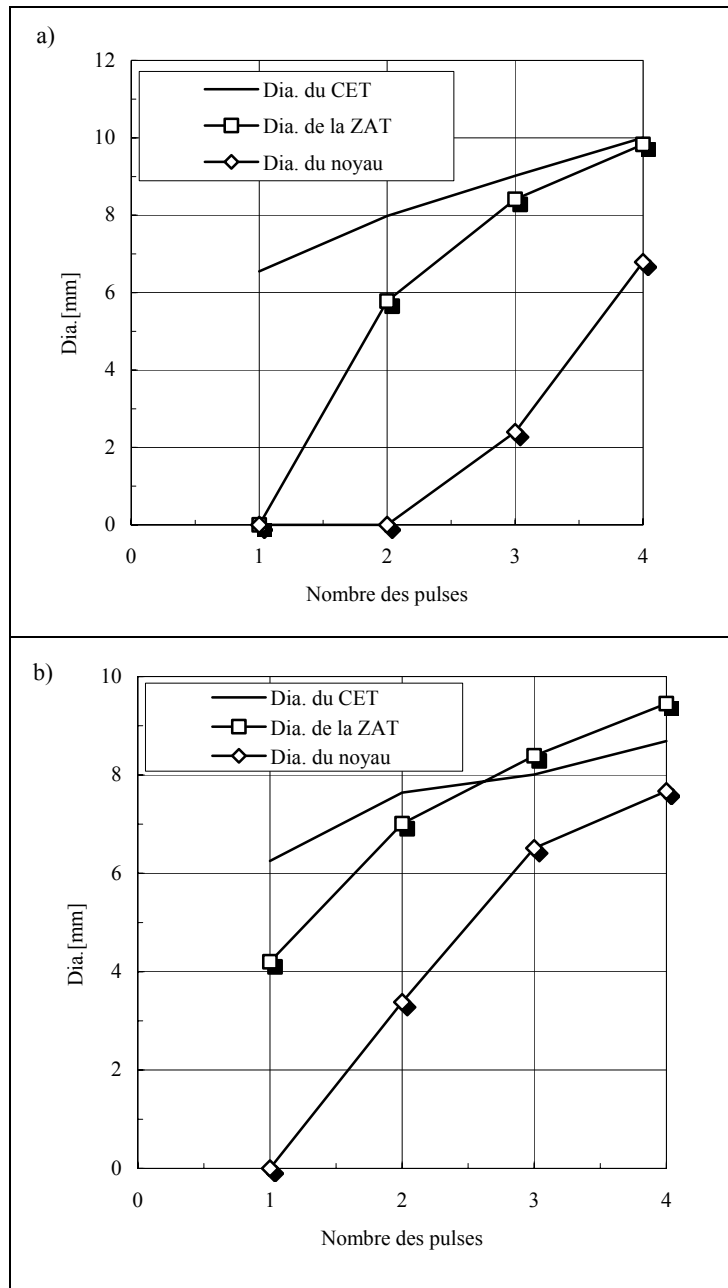 a)
Dia. du CET
Dia. de la ZAT
Dia. du noyau
12
10
8
6
4
2
0
Dia.[mm]
0 1 2 3 4
Nombre des pulses
b)
Dia. du CET
Dia. de la ZAT
Dia. du noyau
10
8
6
4
2
0
Dia.[mm]
0 1 2 3 4
Nombre des pulses